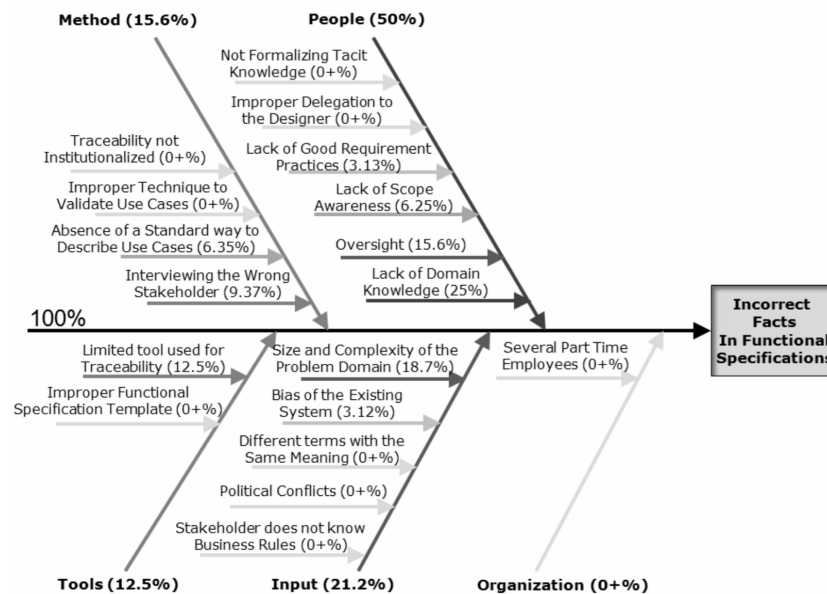 Method (15.6%)
People (50%)
Not Formalizing Tacit
Knowledge (0+%)
Improper Delegation to
the Designer (0+%)
Traceability not
Institutionalized (0+%)
Lack of Good Requirement
Practices (3.13%)
Improper Technique to
Validate Use Cases (0+%)
Lack of Scope
Awareness (6.25%)
Absence of a Standard way to
Describe Use Cases (6.35%)
Oversight (15.6%)
Interviewing the Wrong
Stakeholder (9.37%)
Lack of Domain
Knowledge (25%)
100%
Incorrect
Facts
In Functional
Specifications
Limited tool used for
Traceability (12.5%)
Size and Complexity of the
Problem Domain (18.7%)
Several Part Time
Employees (0+%)
Improper Functional
Specification Template (0+%)
Bias of the Existing
System (3.12%)
Different terms with the
Same Meaning (0+%)
Political Conflicts (0+%)
Stakeholder does not know
Business Rules (0+%)
Tools (12.5%)
Input (21.2%)
Organization (0+%)